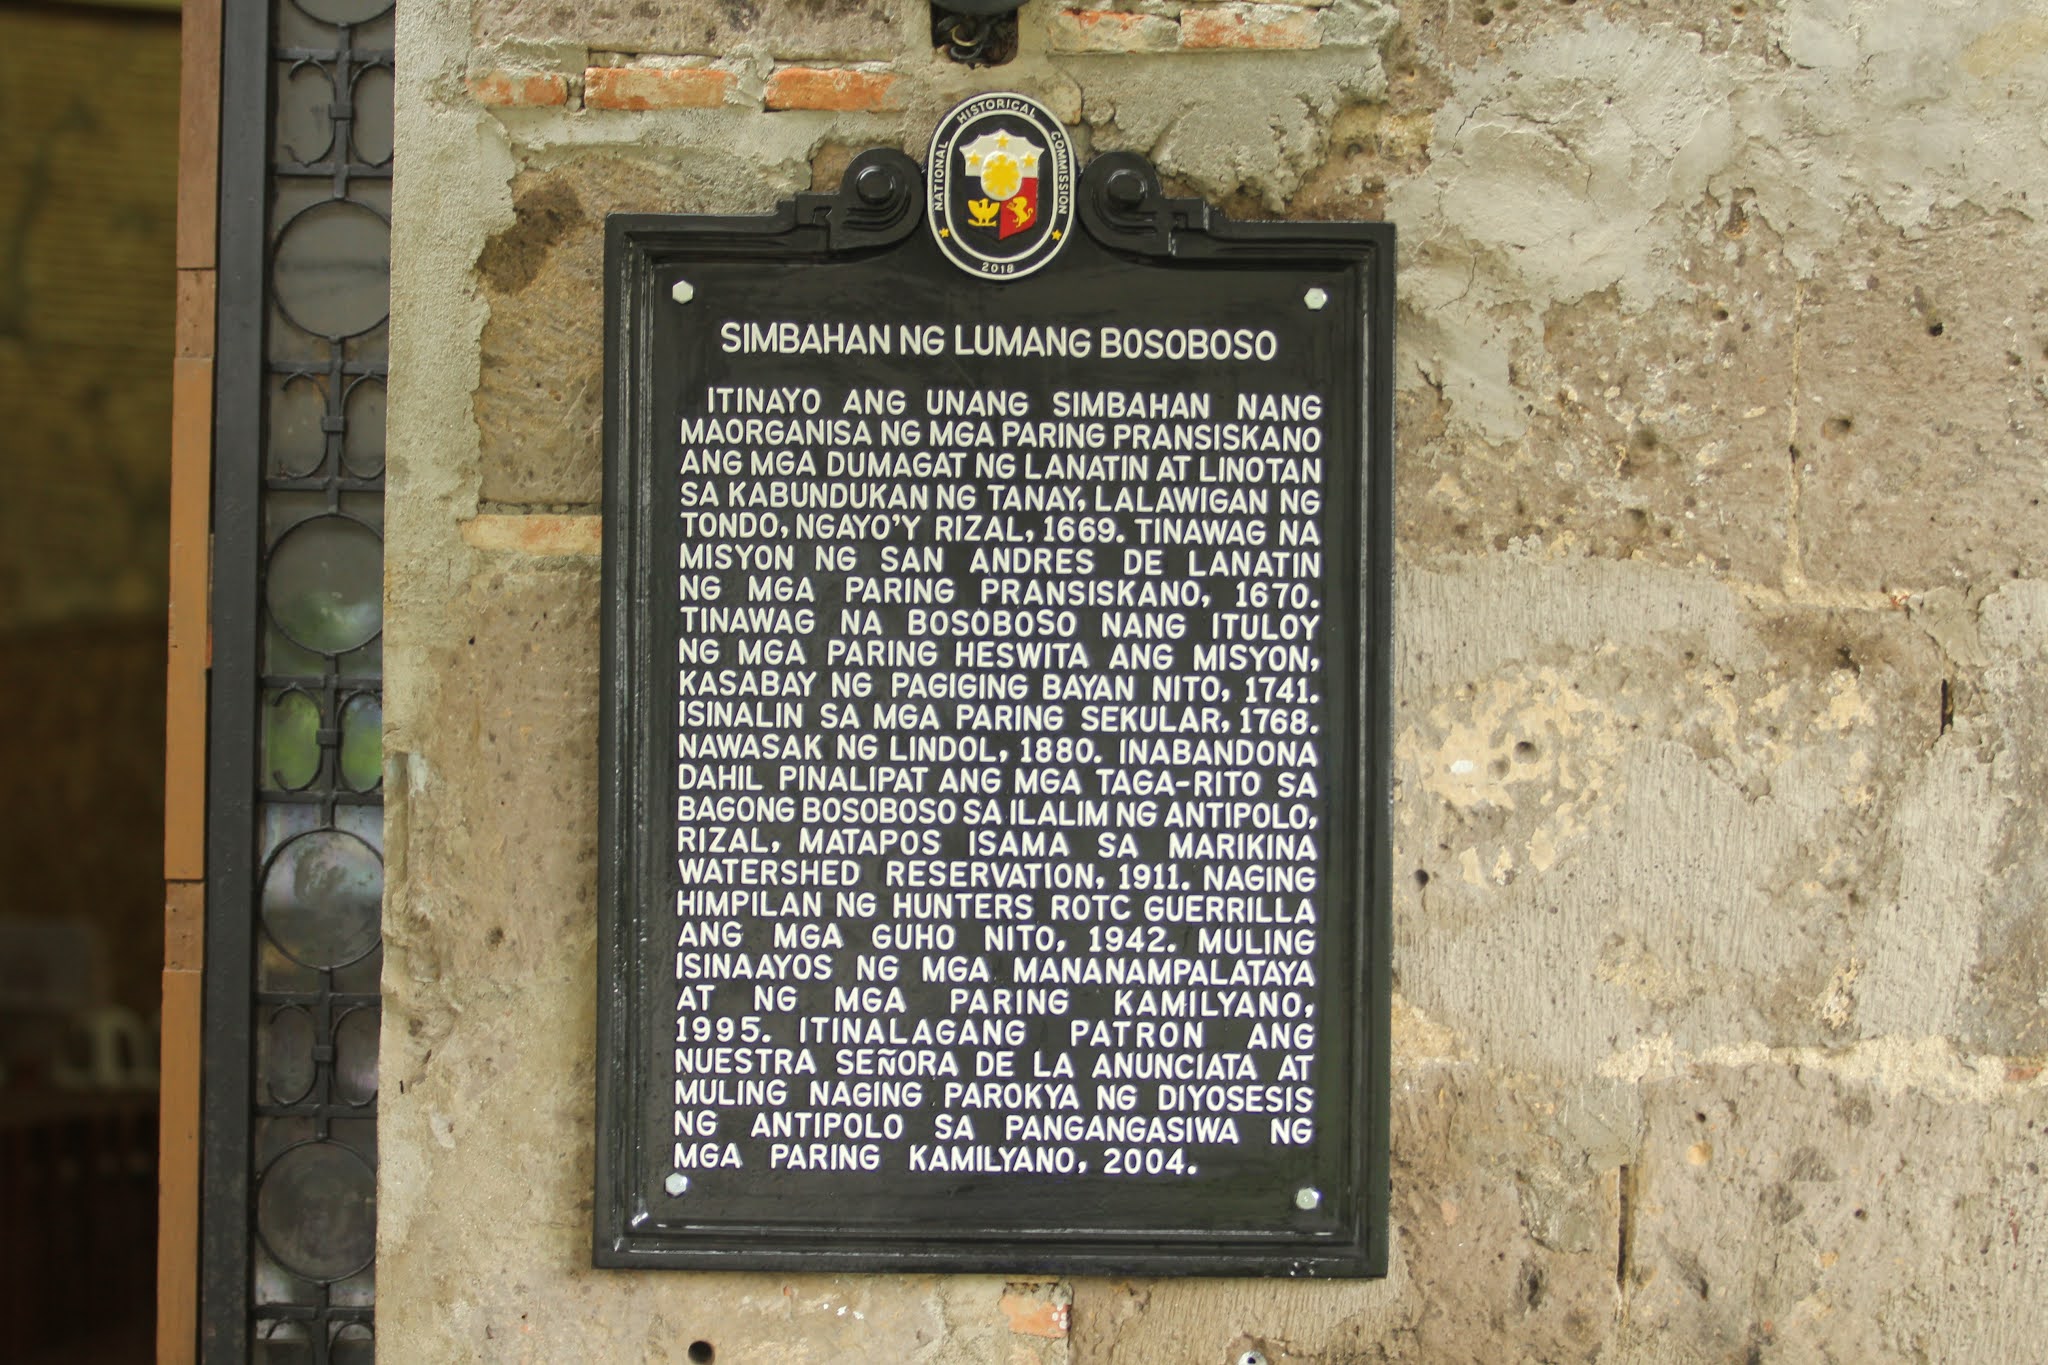 NATIONAL HISTORICAL COMMISSION
2018
SIMBAHAN NG LUMANG BOSOBOSO
ITINAYO ANG UNANG SIMBAHAN NANG
MAORGANISA NG MGA PARING PRANSISKANO
ANG MGA DUMAGAT NG LANATIN AT LINOTAN
SA KABUNDUKAN NG TANAY, LALAWIGAN NG
TONDO, NGAYO'Y RIZAL, 1669. TINAWAG NA
MISYON NG SAN ANDRES DE LANATIN
NG MGA PARING PRANSISKANO, 1670.
TINAWAG NA BOSOBOSO NANG ITULOY
NG MGA PARING HESWITA ANG MISYON,
KASABAY NG PAGIGING BAYAN NITO, 1741.
ISINALIN SA MGA PARING SEKULAR, 1768.
NAWASAK NG LINDOL, 1880. INABANDONA
DAHIL PINALIPAT ANG MGA TAGA-RITO SA
BAGONG BOSOBOSO SA ILALIM NG ANTIPOLO,
RIZAL, MATAPOS ISAMA SA MARIKINA
WATERSHED RESERVATION, 1911. NAGING
HIMPILAN NG HUNTERS ROTC GUERRILLA
ANG MGA GUHO NITO, 1942. MULING
ISINAAYOS NG MGA MANANAMPALATAYA
AT NG MGA PARING KAMILYANO,
1995. ITINALAGANG PATRON ANG
NUESTRA SEÑORA DE LA ANUNCIATA AT
MULING NAGING PAROKYA NG DIYOSESIS
NG ANTIPOLO SA PANGANGASIWA NG
MGA PARING KAMILYANO, 2004.